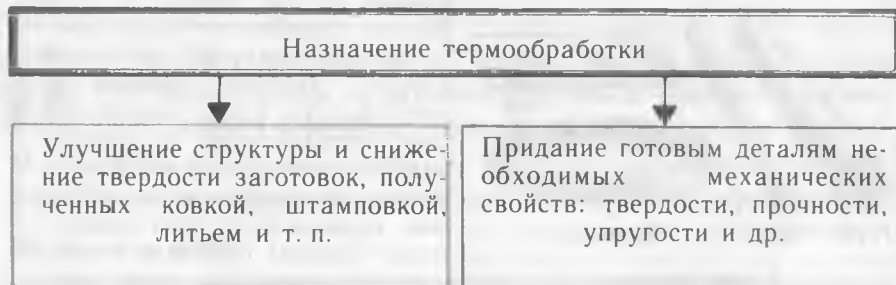 Назначение термообработки
Улучшение структуры и сниже-
ние твердости заготовок, полу-
ченных ковкой, штамповкой,
литьем и т. п.
Придание готовым деталям не-
обходимых механических
свойств: твердости, прочности,
упругости и др.